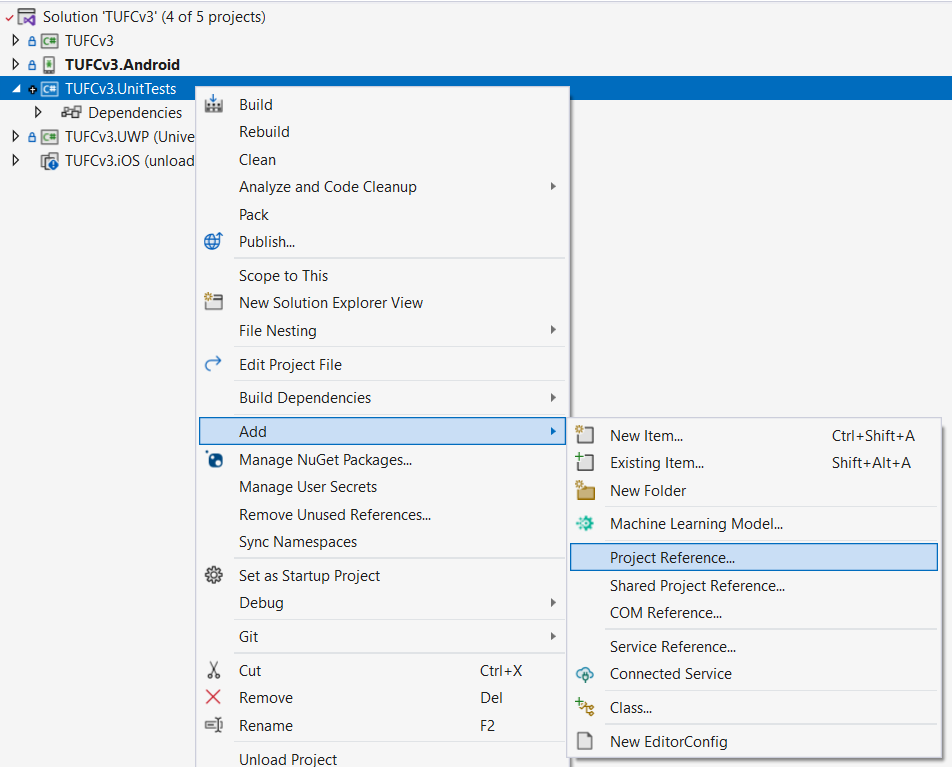 Solution 'TUFCv3' (4 of 5 projects)
TUFCv3
TUFCv3.Android
TUFCv3.UnitTests
Dependencies
TUFCv3.UWP (Unive
TUFCv3.iOS (unload
Build
Rebuild
Clean
Analyze and Code Cleanup
Pack
Publish...
Scope to This
New Solution Explorer View
File Nesting
Edit Project File
Build Dependencies
Add
Manage NuGet Packages...
Manage User Secrets
Remove Unused References...
Sync Namespaces
Set as Startup Project
Debug
Git
Cut Ctrl+X
Remove Del
Rename F2
Unload Project
New Item... Ctrl+Shift+A
Existing Item... Shift+Alt+A
New Folder
Machine Learning Model...
Project Reference...
Shared Project Reference...
COM Reference...
Service Reference...
Connected Service
Class...
New EditorConfig